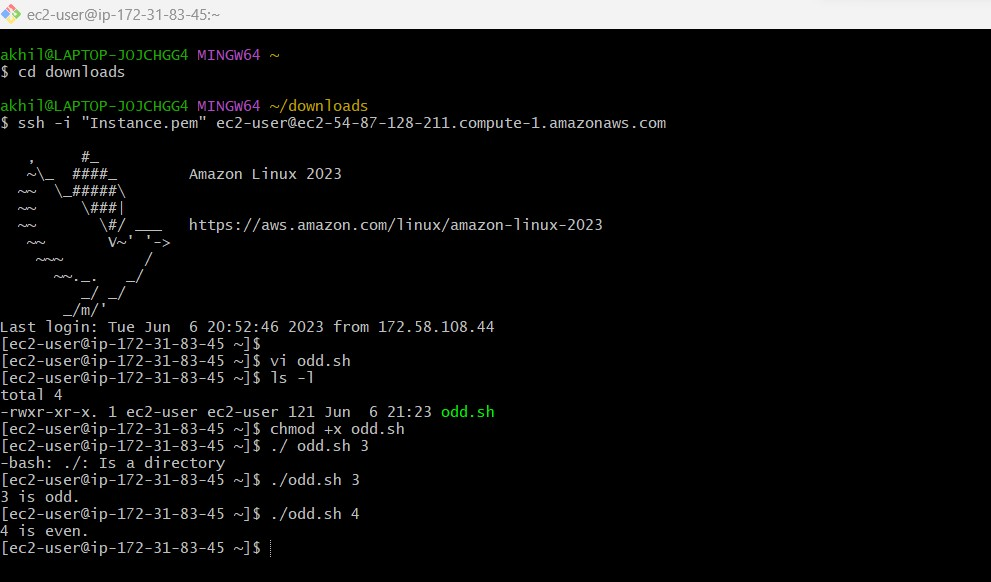 ec2-user@ip-172-31-83-45:~
akhil@LAPTOP-JOJCHGG4 MINGW64 ~
$ cd downloads
akhil@LAPTOP-JOJCHGG4 MINGW64 ~/downloads
$ ssh -i "Instance.pem" ec2-user@ec2-54-87-128-211.compute-1.amazonaws.com
   ,     #_
   ~\_  ####_        Amazon Linux 2023
  ~~  \_#####\
  ~~     \###|
  ~~       \#/ ___   https://aws.amazon.com/linux/amazon-linux-2023
   ~~       V~' '->
    ~~~         /
      ~~._.   _/
         _/ _/
       _/m/'
Last login: Tue Jun  6 20:52:46 2023 from 172.58.108.44
[ec2-user@ip-172-31-83-45 ~]$
[ec2-user@ip-172-31-83-45 ~]$ vi odd.sh
[ec2-user@ip-172-31-83-45 ~]$ ls -l
total 4
-rwxr-xr-x. 1 ec2-user ec2-user 121 Jun  6 21:23 odd.sh
[ec2-user@ip-172-31-83-45 ~]$ chmod +x odd.sh
[ec2-user@ip-172-31-83-45 ~]$ ./ odd.sh 3
-bash: ./: Is a directory
[ec2-user@ip-172-31-83-45 ~]$ ./odd.sh 3
3 is odd.
[ec2-user@ip-172-31-83-45 ~]$ ./odd.sh 4
4 is even.
[ec2-user@ip-172-31-83-45 ~]$